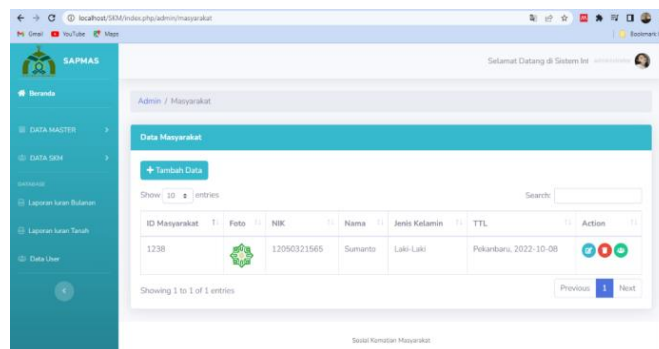 localhost/SKM/index.php/admin/masyarakat
Gmail YouTube Maps
Bookmark
SAPMAS
Selamat Datang di Sistem Ini
Beranda
Admin / Masyarakat
DATA MASTER
Data Masyarakat
DATA SKM
+ Tambah Data
DATABASE
Show 10 entries Search:
Laporan Iuran Bulanan
Laporan Iuran Tanah
ID Masyarakat Foto NIK Nama Jenis Kelamin TTL Action
1238 12050321565 Sumanto Laki-Laki Pekanbaru, 2022-10-08
Data User
Showing 1 to 1 of 1 entries Previous 1 Next
Sosial Kematian Masyarakat